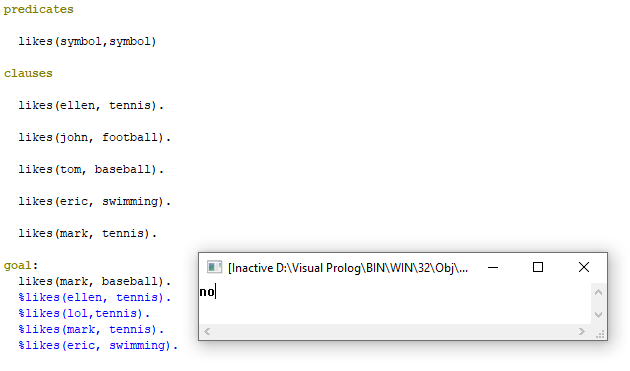 predicates
likes(symbol,symbol)
clauses
likes(ellen, tennis).
likes(john, football).
likes(tom, baseball).
likes(eric, swimming).
likes(mark, tennis).
goal:
likes(mark, baseball).
%likes(ellen, tennis).
%likes(lol,tennis).
%likes(mark, tennis).
%likes(eric, swimming).
[Inactive D:\Visual Prolog\BIN\WIN\32\Obj\...
no